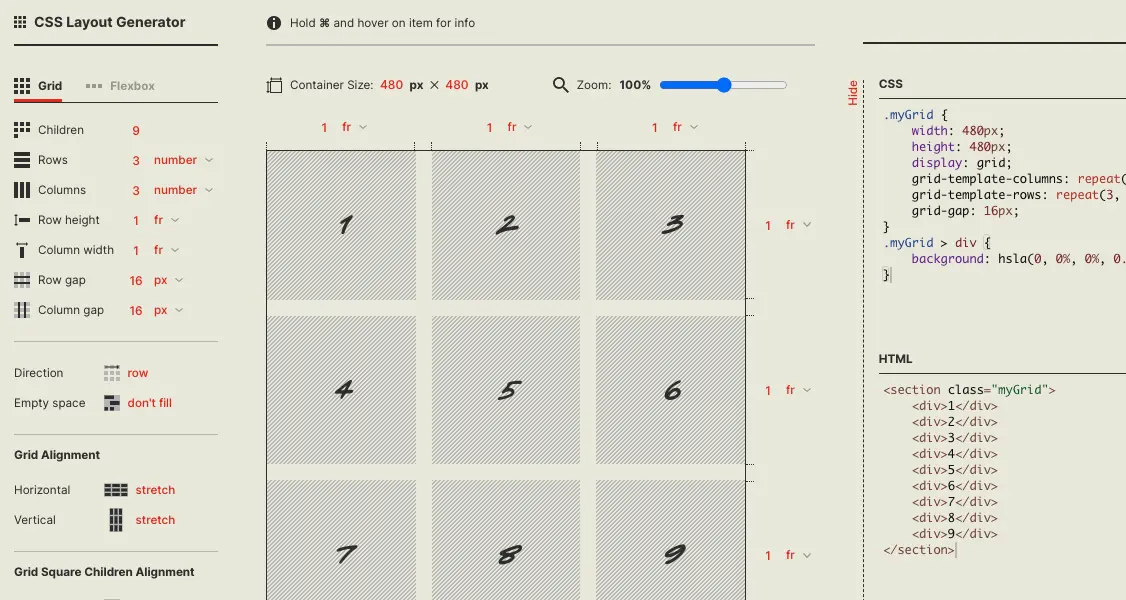 CSS Layout Generator
Hold ⌘ and hover on item for info
Grid Flexbox
Children 9
Rows 3 number
Columns 3 number
Row height 1 fr
Column width 1 fr
Row gap 16 px
Column gap 16 px
Direction row
Empty space don't fill
Grid Alignment
Horizontal stretch
Vertical stretch
Grid Square Children Alignment
Container Size: 480 px × 480 px
Zoom: 100%
1 fr 1 fr 1 fr
1 2 3 1 fr
4 5 6 1 fr
7 8 9 1 fr
Hide
CSS
.myGrid {
width: 480px;
height: 480px;
display: grid;
grid-template-columns: repeat(
grid-template-rows: repeat(3,
grid-gap: 16px;
}
.myGrid > div {
background: hsla(0, 0%, 0%, 0.
}
HTML
<section class="myGrid">
<div>1</div>
<div>2</div>
<div>3</div>
<div>4</div>
<div>5</div>
<div>6</div>
<div>7</div>
<div>8</div>
<div>9</div>
</section>